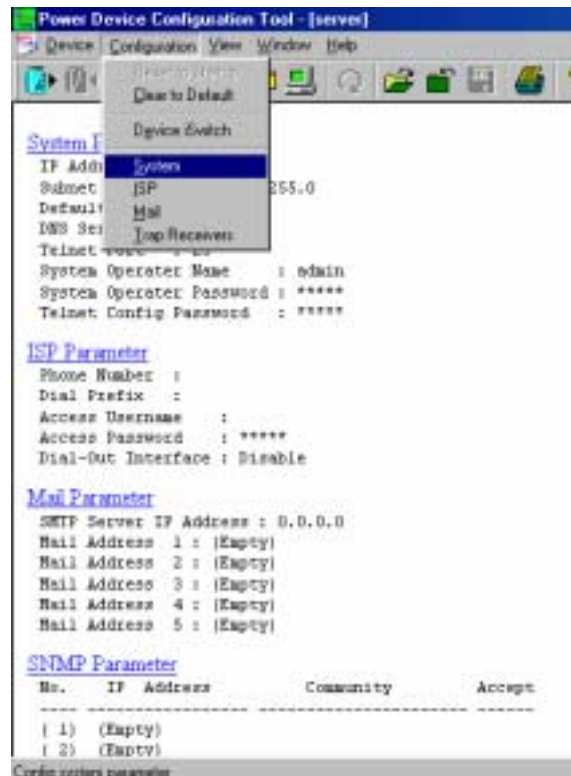 Power Device Configuration Tool - [server]
Device Configuration View Window Help
Clear to Default
Device Switch
System
ISP
Mail
Trap Receivers
System P
IP Addr
Subnet 255.0
Default
DNS Ser
Telnet
System Operater Name : admin
System Operater Password : *****
Telnet Config Password : *****
ISP Parameter
Phone Number :
Dial Prefix :
Access Username :
Access Password : *****
Dial-Out Interface : Disable
Mail Parameter
SMTP Server IP Address : 0.0.0.0
Mail Address 1 : (Empty)
Mail Address 2 : (Empty)
Mail Address 3 : (Empty)
Mail Address 4 : (Empty)
Mail Address 5 : (Empty)
SNMP Parameter
No. IP Address Community Accept
---- ------------------ ----------------------- ------
( 1) (Empty)
( 2) (Empty)
Config system parameter